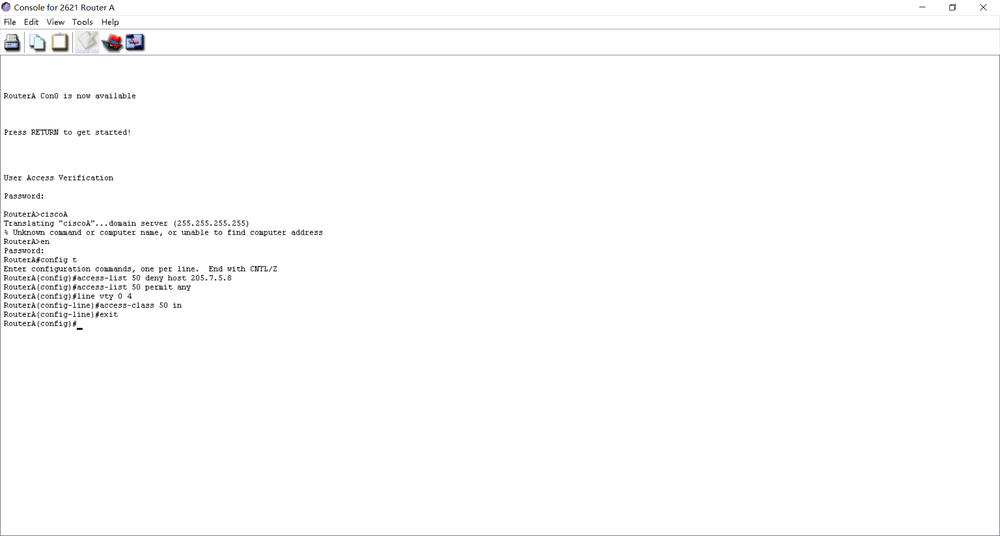 Console for 2621 Router A
File Edit View Tools Help
Grade Me
RouterA Con0 is now available
Press RETURN to get started!
User Access Verification
Password:
RouterA>ciscoA
Translating "ciscoA"...domain server (255.255.255.255)
% Unknown command or computer name, or unable to find computer address
RouterA>en
Password:
RouterA#config t
Enter configuration commands, one per line.  End with CNTL/Z
RouterA(config)#access-list 50 deny host 205.7.5.8
RouterA(config)#access-list 50 permit any
RouterA(config)#line vty 0 4
RouterA(config-line)#access-class 50 in
RouterA(config-line)#exit
RouterA(config)#